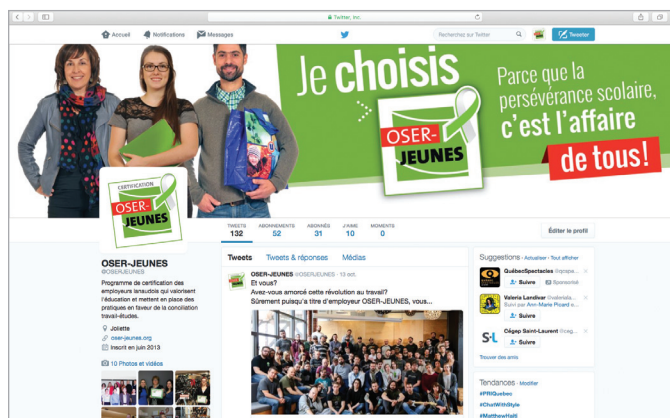 Twitter, Inc.
Accueil Notifications Messages
Recherchez sur Twitter
Tweeter
Je choisis
OSER-
JEUNES
Parce que la
persévérance scolaire,
c'est l'affaire
de tous!
CERTIFICATION
OSER-
JEUNES
TWEETS ABONNEMENTS ABONNÉS J'AIME MOMENTS
132 52 31 10 0
Éditer le profil
OSER-JEUNES
@OSERJEUNES
Programme de certification des
employeurs lanaudois qui valorisent
l'éducation et mettent en place des
pratiques en faveur de la conciliation
travail-études.
Joliette
oser-jeunes.org
Inscrit en juin 2013
10 Photos et vidéos
Tweets Tweets & réponses Médias
OSER-JEUNES @OSERJEUNES · 13 oct.
Et vous?
Avez-vous amorcé cette révolution au travail?
Sûrement puisqu'à titre d'employeur OSER-JEUNES, vous...
Suggestions · Actualiser · Tout afficher
QuébecSpectacles @qcspe...
Suivre Sponsorisé
Valeria Landivar @valeriala...
Suivi par Ann-Marie Picard e...
Suivre
S·L
Cégep Saint-Laurent @ceg...
Suivre
Trouver des amis
Tendances · Modifier
#PRIQuebec
#ChatWithStyle
#MatthewHaiti